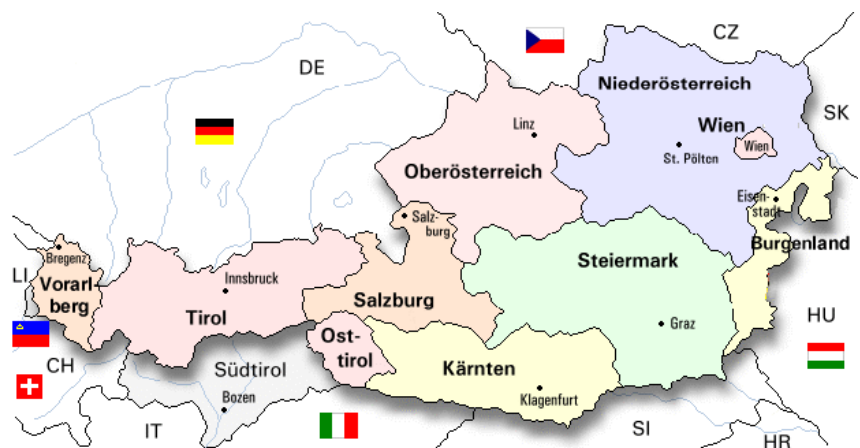 CZ
DE
Niederösterreich
SK
Linz
Wien
Wien
St. Pölten
Oberösterreich
Eisen-
stadt
Salz-
burg
Burgenland
Bregenz
LI
Vorarl-
berg
Innsbruck
Tirol
Salzburg
Steiermark
HU
Graz
Ost-
tirol
CH
Südtirol
Kärnten
Bozen
Klagenfurt
IT
SI
HR